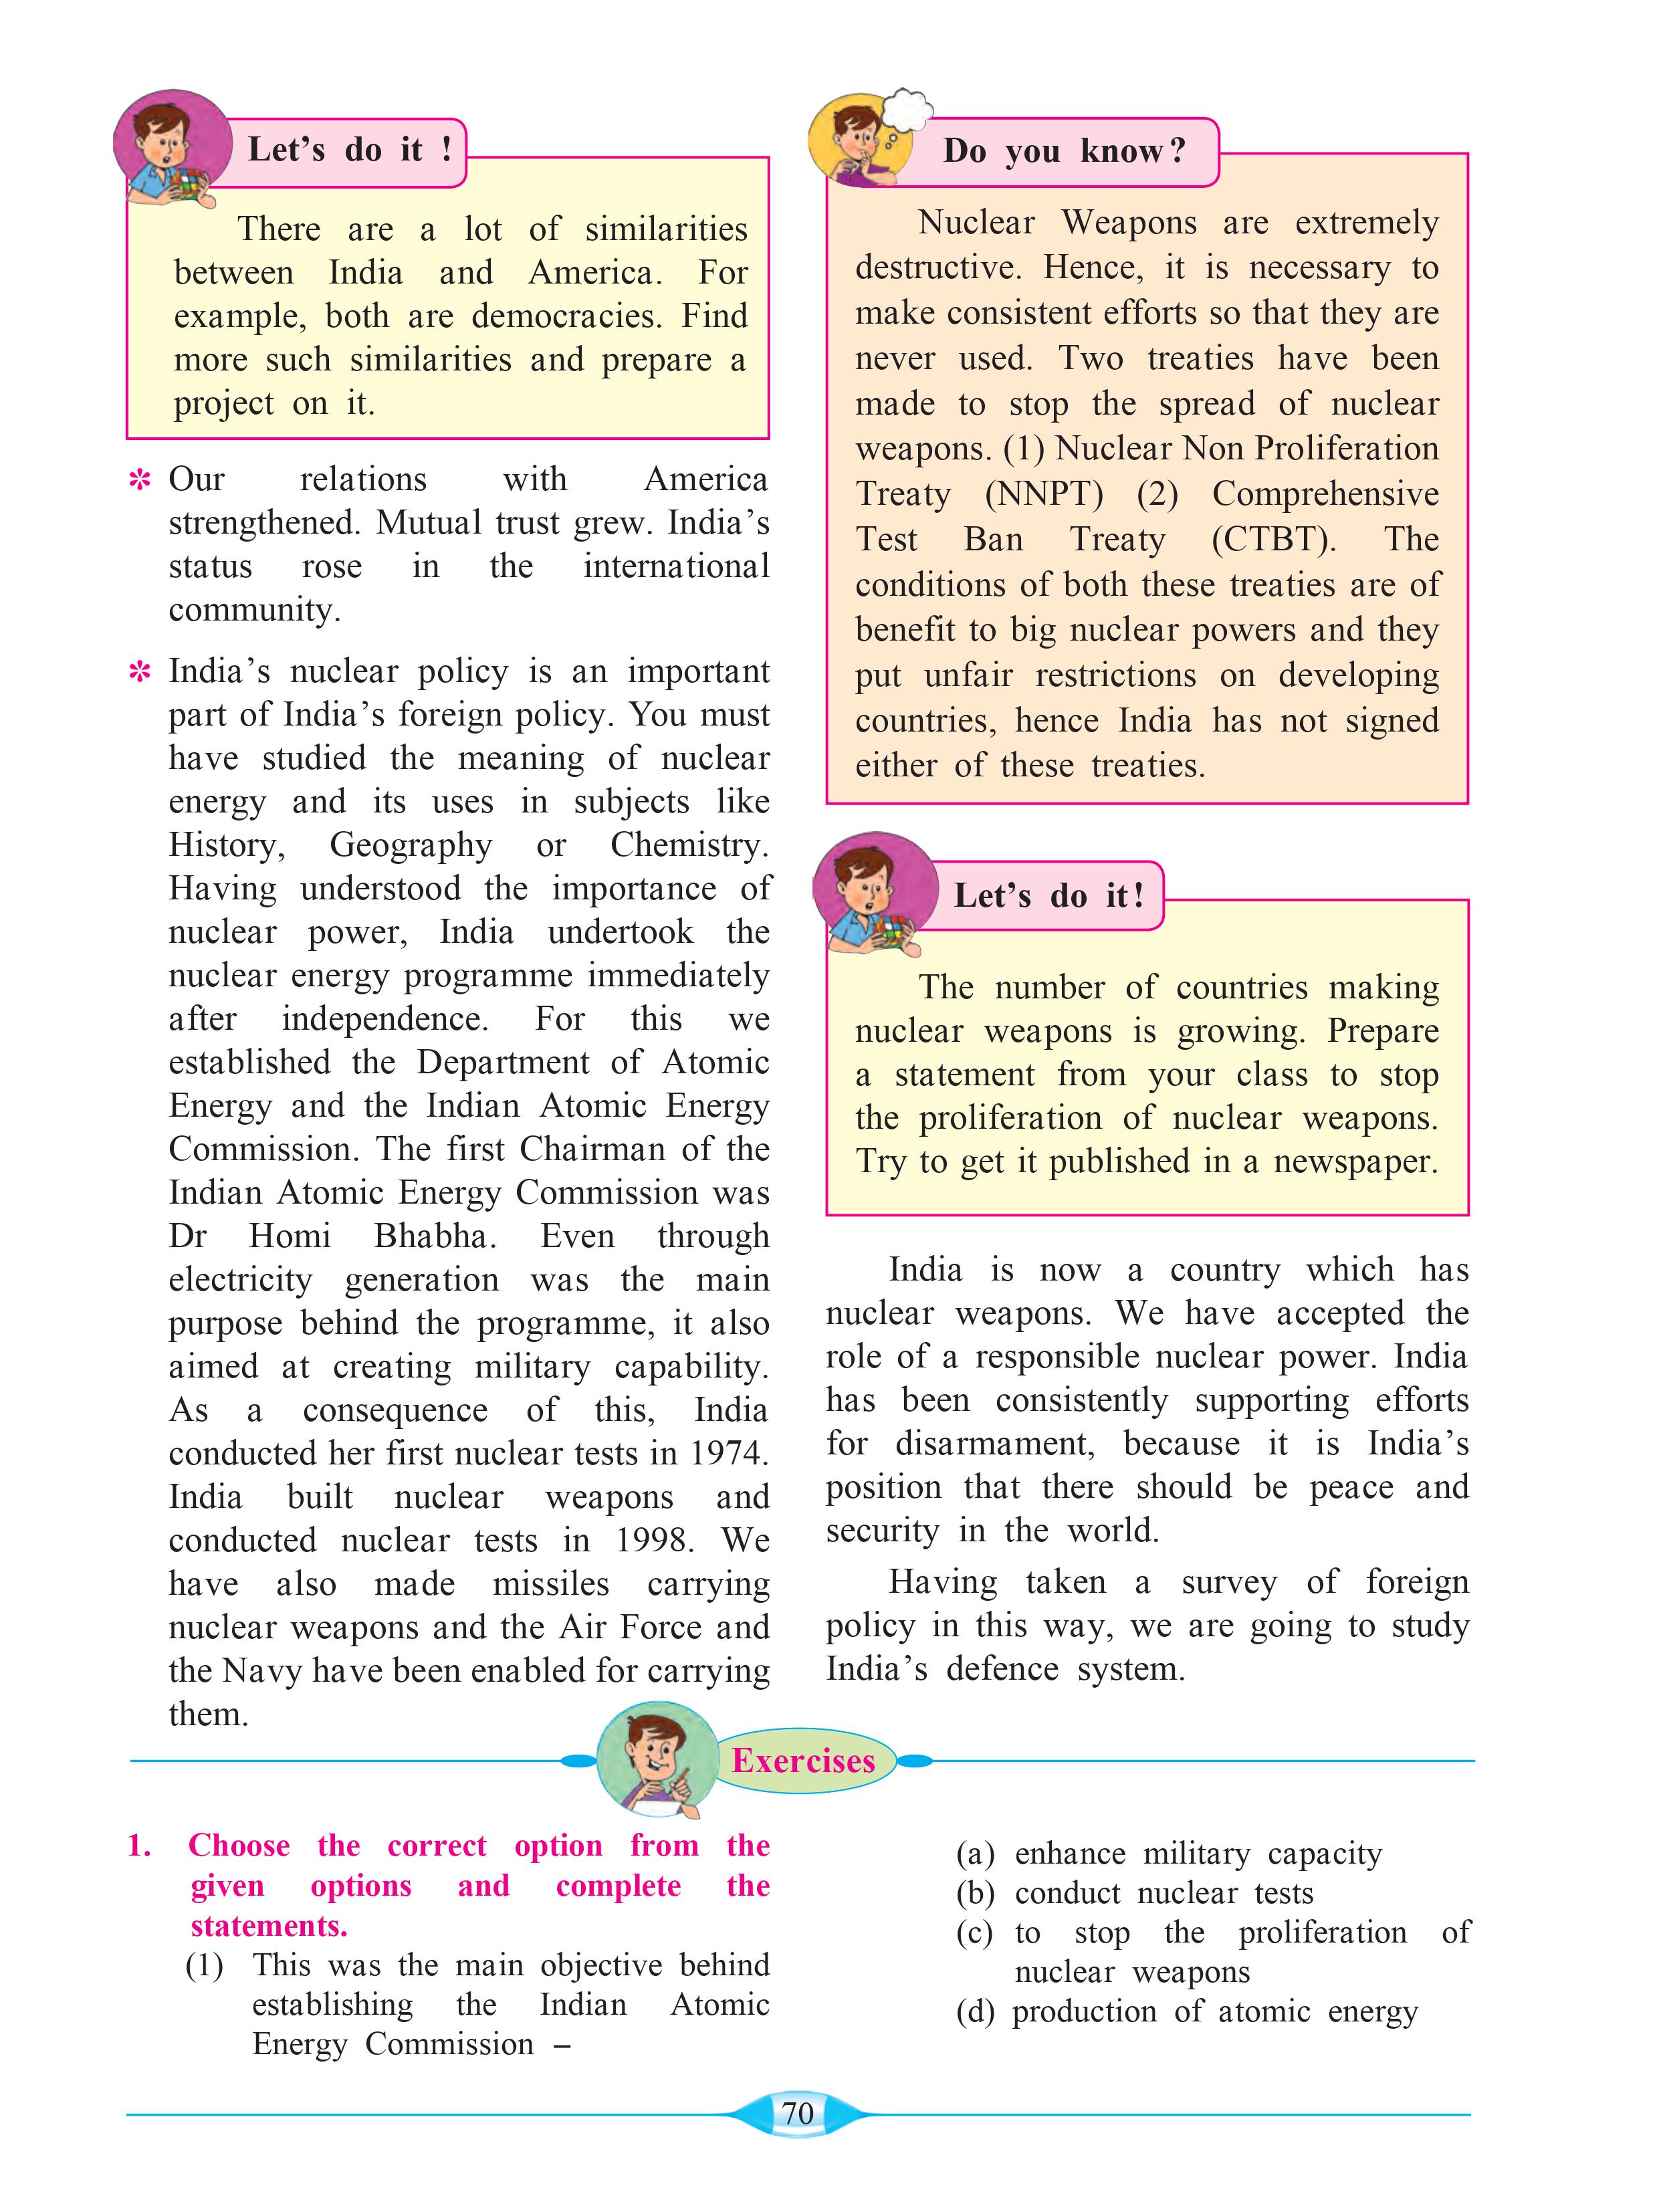 Let’s do it !
There are a lot of similarities
between India and America. For
example, both are democracies. Find
more such similarities and prepare a
project on it.
✻ Our relations with America
strengthened. Mutual trust grew. India’s
status rose in the international
community.
✻ India’s nuclear policy is an important
part of India’s foreign policy. You must
have studied the meaning of nuclear
energy and its uses in subjects like
History, Geography or Chemistry.
Having understood the importance of
nuclear power, India undertook the
nuclear energy programme immediately
after independence. For this we
established the Department of Atomic
Energy and the Indian Atomic Energy
Commission. The first Chairman of the
Indian Atomic Energy Commission was
Dr Homi Bhabha. Even through
electricity generation was the main
purpose behind the programme, it also
aimed at creating military capability.
As a consequence of this, India
conducted her first nuclear tests in 1974.
India built nuclear weapons and
conducted nuclear tests in 1998. We
have also made missiles carrying
nuclear weapons and the Air Force and
the Navy have been enabled for carrying
them.
Do you know?
Nuclear Weapons are extremely
destructive. Hence, it is necessary to
make consistent efforts so that they are
never used. Two treaties have been
made to stop the spread of nuclear
weapons. (1) Nuclear Non Proliferation
Treaty (NNPT) (2) Comprehensive
Test Ban Treaty (CTBT). The
conditions of both these treaties are of
benefit to big nuclear powers and they
put unfair restrictions on developing
countries, hence India has not signed
either of these treaties.
Let’s do it!
The number of countries making
nuclear weapons is growing. Prepare
a statement from your class to stop
the proliferation of nuclear weapons.
Try to get it published in a newspaper.
India is now a country which has
nuclear weapons. We have accepted the
role of a responsible nuclear power. India
has been consistently supporting efforts
for disarmament, because it is India’s
position that there should be peace and
security in the world.
Having taken a survey of foreign
policy in this way, we are going to study
India’s defence system.
Exercises
1. Choose the correct option from the
given options and complete the
statements.
(1) This was the main objective behind
establishing the Indian Atomic
Energy Commission –
(a) enhance military capacity
(b) conduct nuclear tests
(c) to stop the proliferation of
nuclear weapons
(d) production of atomic energy
70